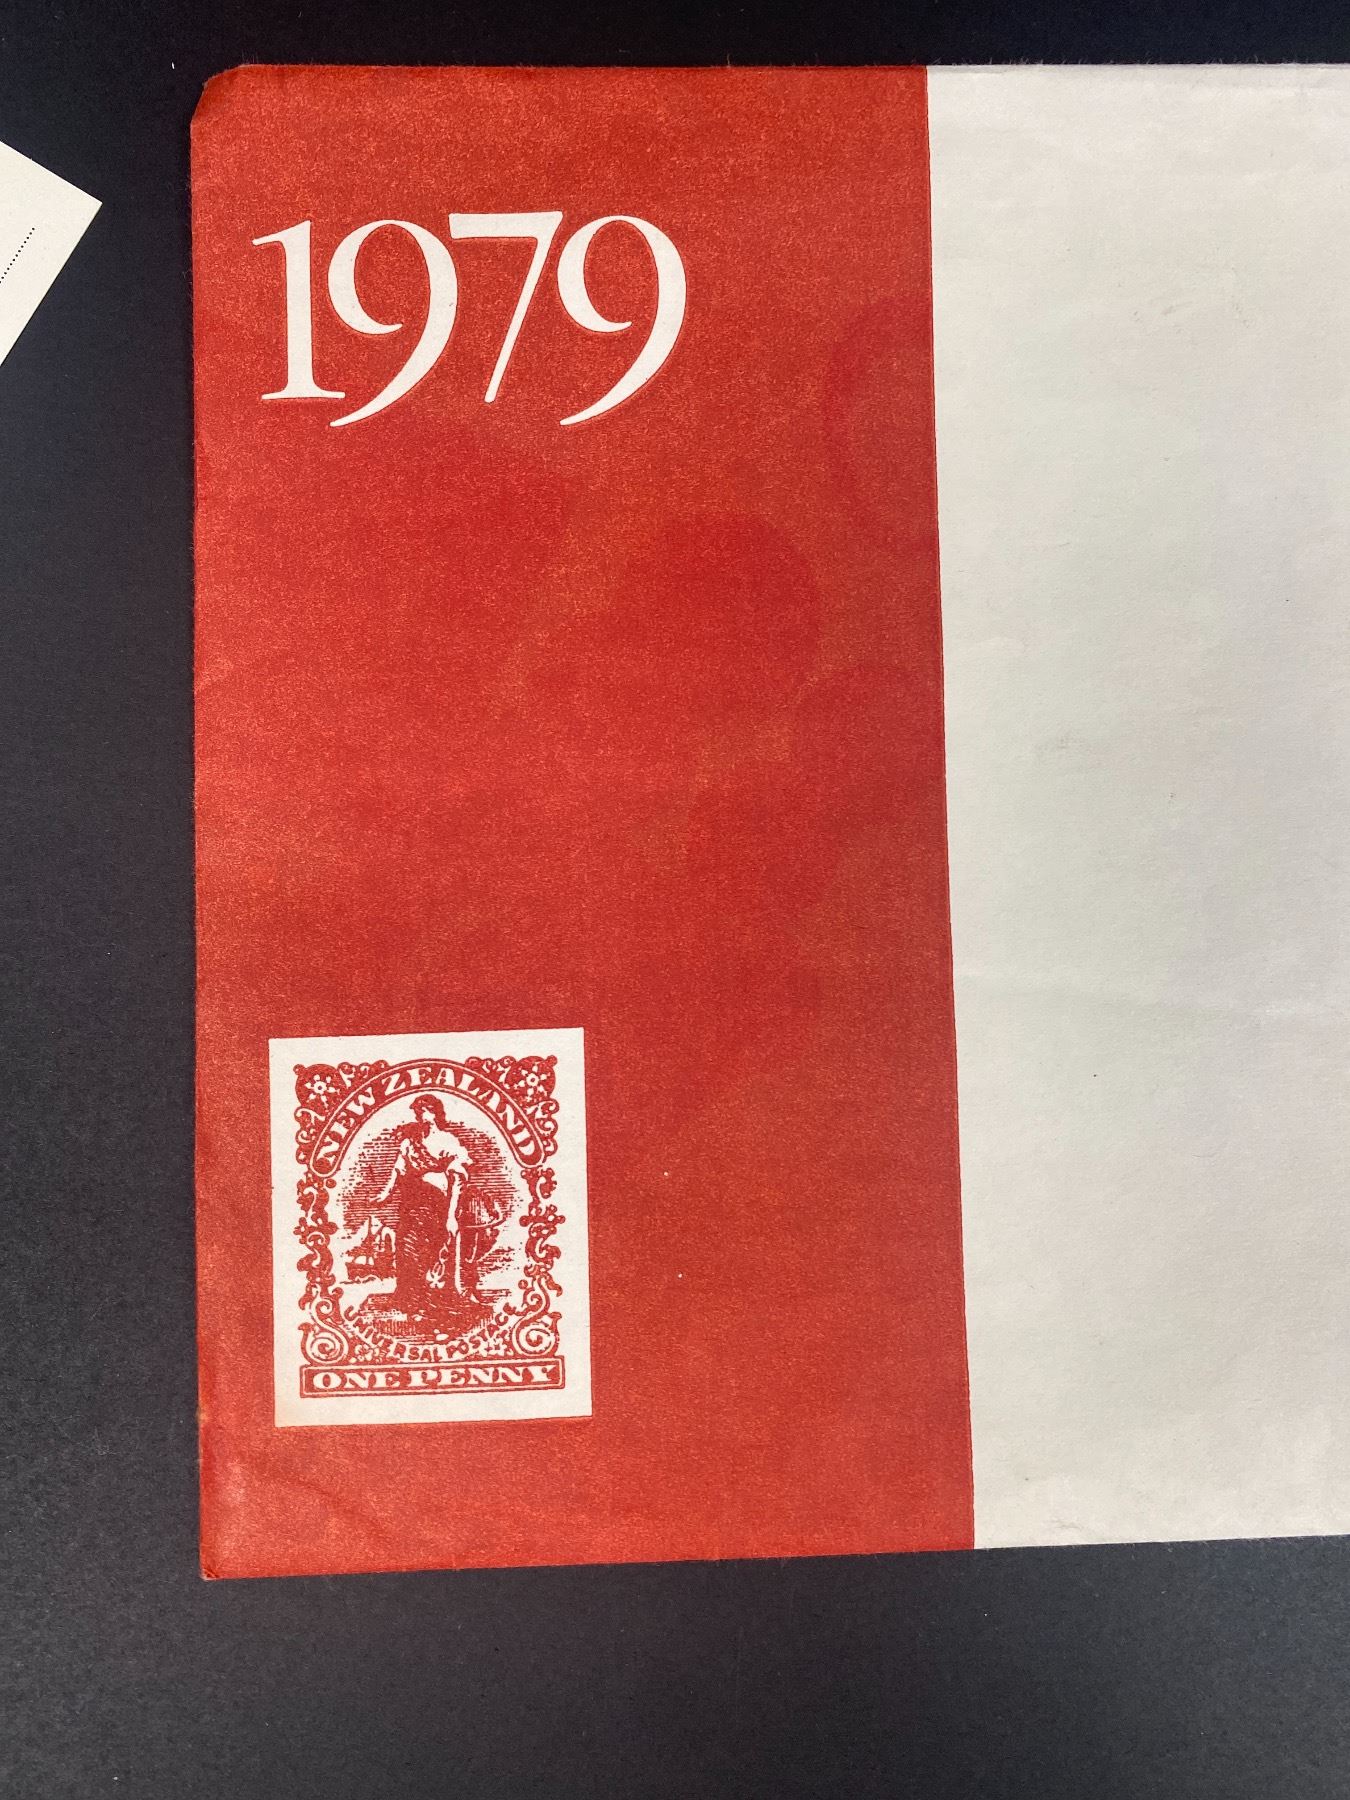 1979
NEW ZEALAND
UNIVERSAL POSTAGE
ONE PENNY